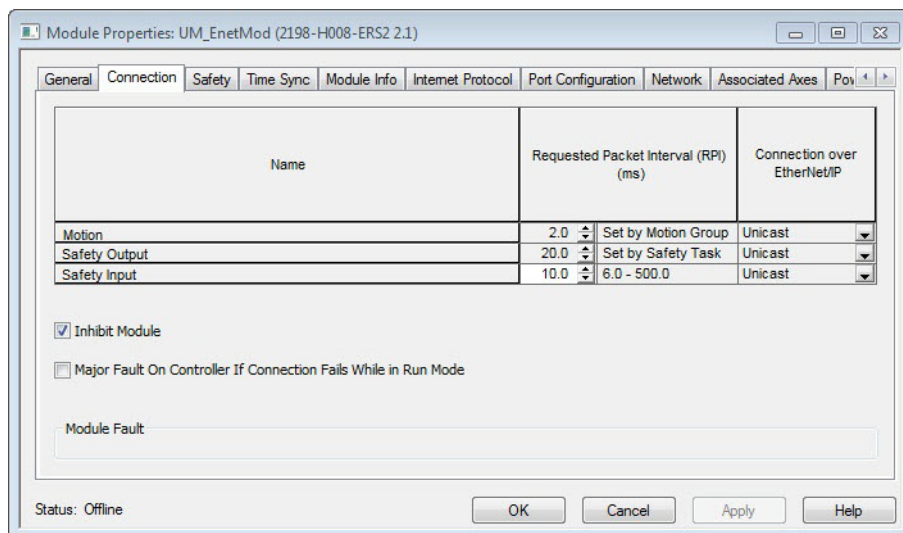 Module Properties: UM_EnetMod (2198-H008-ERS2 2.1)
General Connection Safety Time Sync Module Info Internet Protocol Port Configuration Network Associated Axes Pov
Name Requested Packet Interval (RPI) (ms) Connection over EtherNet/IP
Motion 2.0 Set by Motion Group Unicast
Safety Output 20.0 Set by Safety Task Unicast
Safety Input 10.0 6.0 - 500.0 Unicast
Inhibit Module
Major Fault On Controller If Connection Fails While in Run Mode
Module Fault
Status: Offline OK Cancel Apply Help